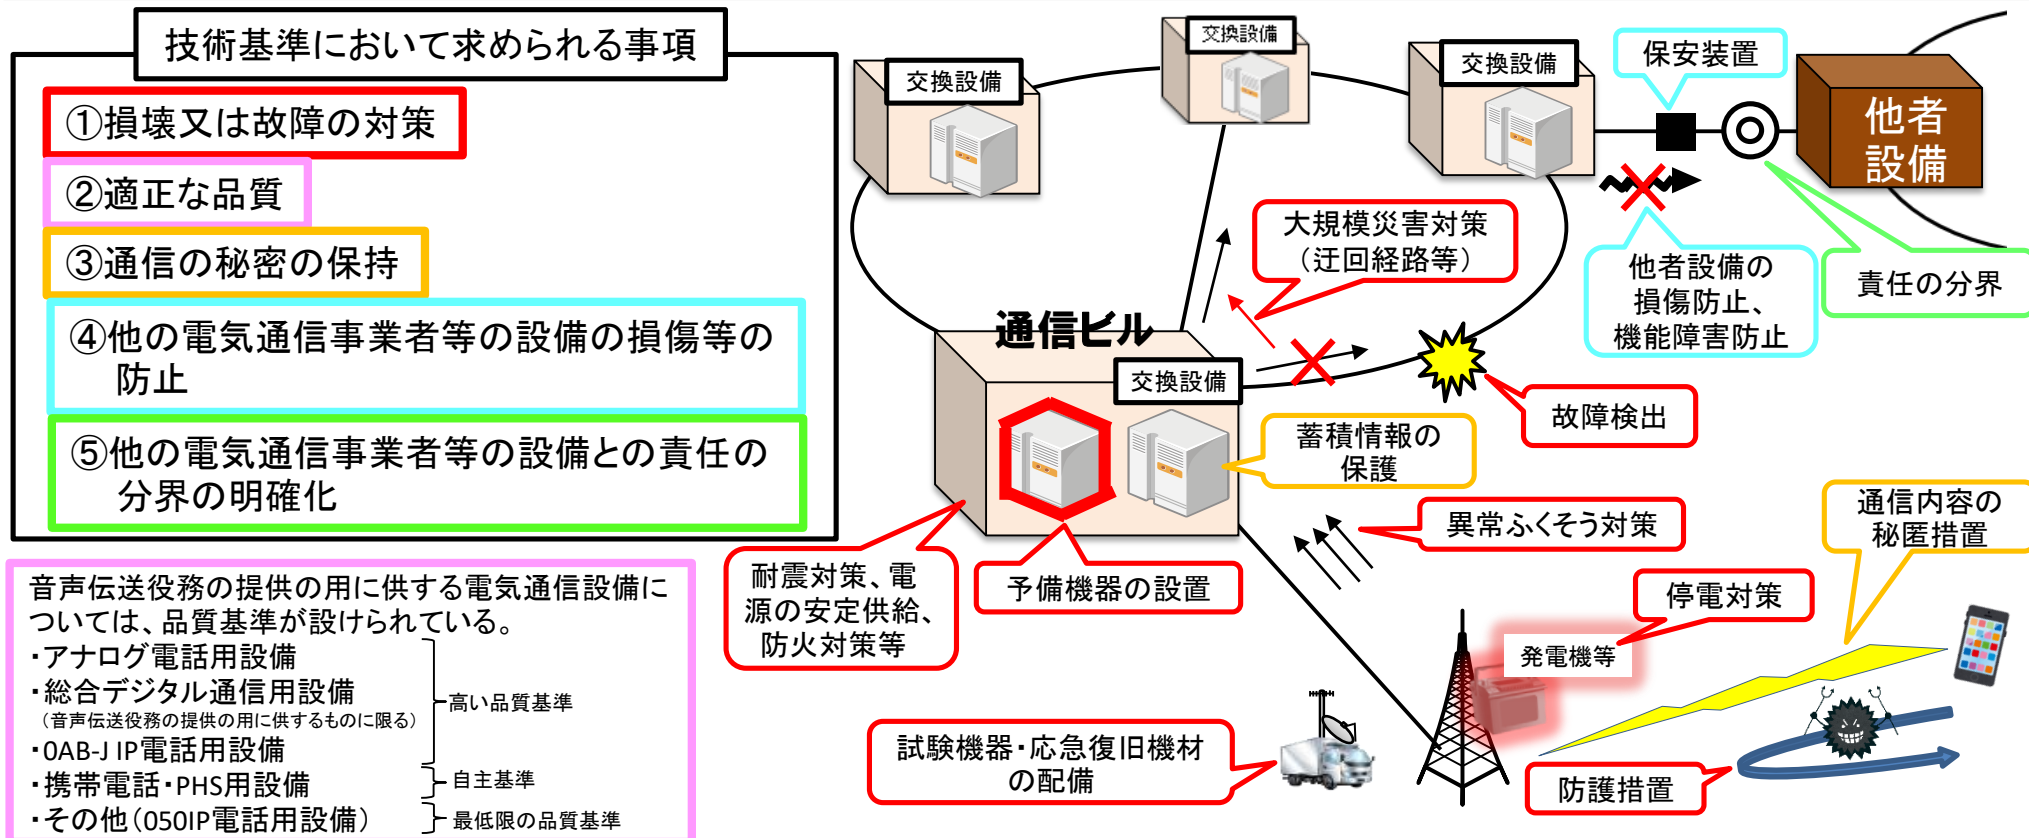 技術基準において求められる事項
①損壊又は故障の対策
②適正な品質
③通信の秘密の保持
④他の電気通信事業者等の設備の損傷等の
防止
⑤他の電気通信事業者等の設備との責任の
分界の明確化
音声伝送役務の提供の用に供する電気通信設備に
ついては、品質基準が設けられている。
・アナログ電話用設備
・総合デジタル通信用設備
（音声伝送役務の提供の用に供するものに限る）
・0AB-J IP電話用設備
高い品質基準
・携帯電話・PHS用設備
自主基準
・その他（050IP電話用設備）
最低限の品質基準
交換設備
交換設備
交換設備
保安装置
他者
設備
大規模災害対策
（迂回経路等）
他者設備の
損傷防止、
機能障害防止
責任の分界
通信ビル
交換設備
故障検出
蓄積情報の
保護
異常ふくそう対策
通信内容の
秘匿措置
耐震対策、電
源の安定供給、
防火対策等
予備機器の設置
停電対策
発電機等
試験機器・応急復旧機材
の配備
防護措置